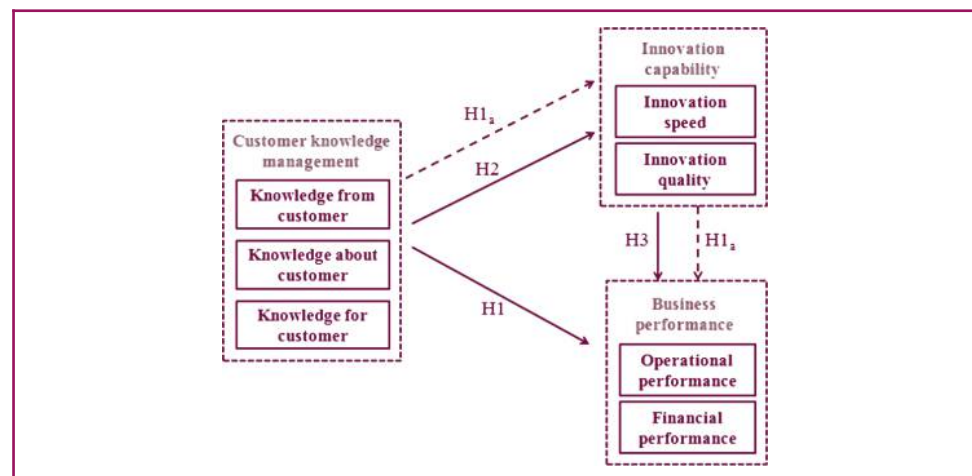 Innovation
capability
Innovation
speed
Innovation
quality
H1a
H2
Customer knowledge
management
Knowledge from
customer
Knowledge about
customer
Knowledge for
customer
H3
H1a
H1
Business
performance
Operational
performance
Financial
performance